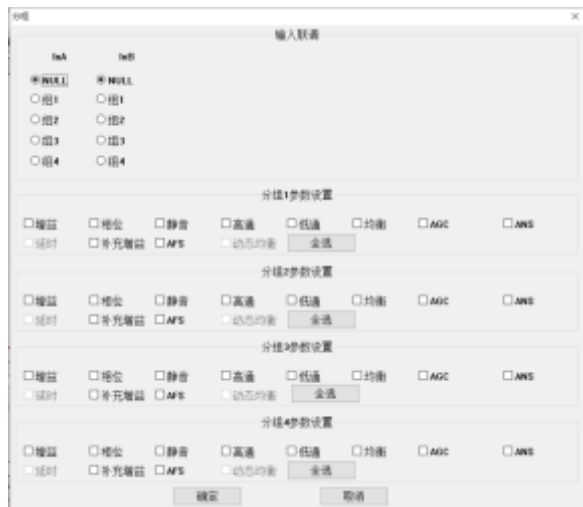 分组
输入联调
InA InB
NULL NULL
组1 组1
组2 组2
组3 组3
组4 组4
分组1参数设置
增益 相位 静音 高通 低通 均衡 AGC ANS
延时 补充增益 AFS 动态均衡 全选
分组2参数设置
增益 相位 静音 高通 低通 均衡 AGC ANS
延时 补充增益 AFS 动态均衡 全选
分组3参数设置
增益 相位 静音 高通 低通 均衡 AGC ANS
延时 补充增益 AFS 动态均衡 全选
分组4参数设置
增益 相位 静音 高通 低通 均衡 AGC ANS
延时 补充增益 AFS 动态均衡 全选
确定 取消